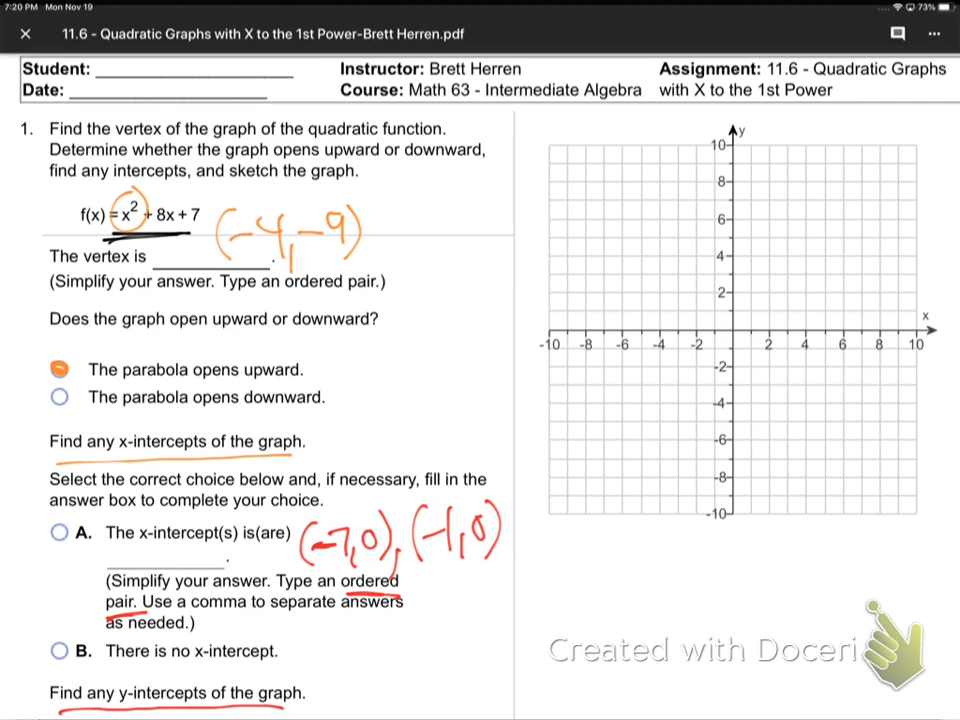 7:20 PM Mon Nov 19
73%
11.6 - Quadratic Graphs with X to the 1st Power-Brett Herren.pdf
Student: ____________________
Instructor: Brett Herren
Assignment: 11.6 - Quadratic Graphs
Date: ____________________
Course: Math 63 - Intermediate Algebra
with X to the 1st Power
1. Find the vertex of the graph of the quadratic function.
Determine whether the graph opens upward or downward,
find any intercepts, and sketch the graph.
f(x) = x² + 8x + 7
(-4, -9)
The vertex is ____________.
(Simplify your answer. Type an ordered pair.)
Does the graph open upward or downward?
The parabola opens upward.
The parabola opens downward.
Find any x-intercepts of the graph.
Select the correct choice below and, if necessary, fill in the
answer box to complete your choice.
A. The x-intercept(s) is(are) (-7,0), (-1,0)
____________.
(Simplify your answer. Type an ordered
pair. Use a comma to separate answers
as needed.)
B. There is no x-intercept.
Find any y-intercepts of the graph.
y
10
8
6
4
2
x
-10 -8 -6 -4 -2 2 4 6 8 10
-2
-4
-6
-8
-10
Created with Doceri